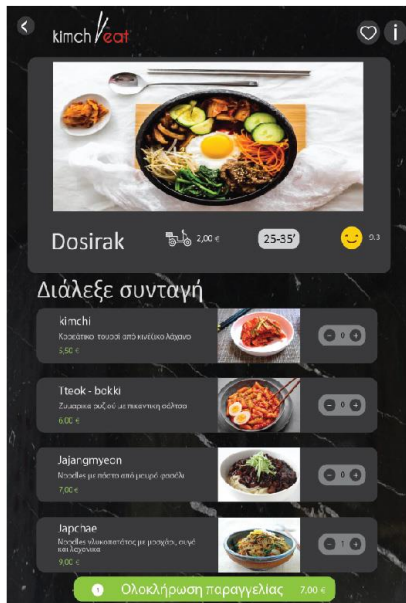 kimch eat
i
Dosirak 2,00 € 25-35' 9.3
Διάλεξε συνταγή
kimchi
Κορεάτικο τουρσί από κινέζικο λάχανο
5,50 €
0
Tteok - bokki
Ζυμαρικά ρυζιού με πικάντικη σάλτσα
6,00 €
0
Jajangmyeon
Noodles με πάστα από μαύρο φασόλι
7,00 €
0
Japchae
Noodles γλυκοπατάτας με μοσχάρι, αυγό
και λαχανικά
9,00 €
1
1 Ολοκλήρωση παραγγελίας 7,00 €